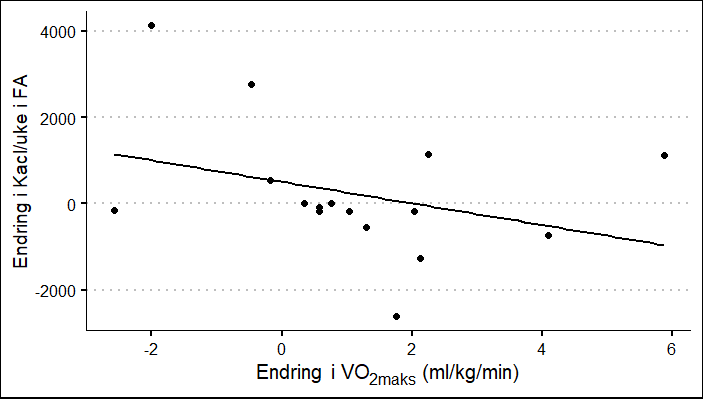 Endring i Kacl/uke i FA
4000
2000
0
-2000
-2 0 2 4 6
Endring i VO2maks (ml/kg/min)